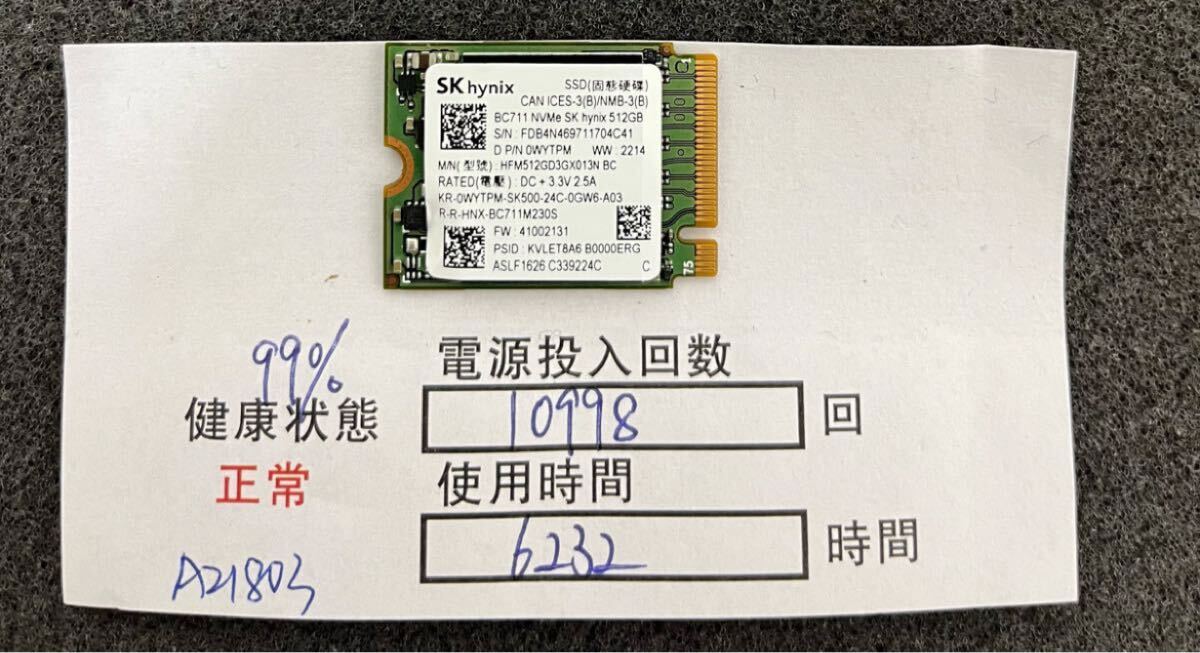 SK hynix
SSD(固態硬碟)
CAN ICES-3(B)/NMB-3(B)
BC711 NVMe SK hynix 512GB
S/N : FDB4N469711704C41
D P/N 0WYTPM WW : 2214
M/N(型號) : HFM512GD3GX013N BC
RATED(電壓) : DC + 3.3V 2.5A
KR-0WYTPM-SK500-24C-0GW6-A03
R-R-HNX-BC711M230S
FW : 41002131
PSID : KVLET8A6 B0000ERG
ASLF1626 C339224C C
75
99%
健康状態
正常
A21803
電源投入回数
10998 回
使用時間
6232 時間